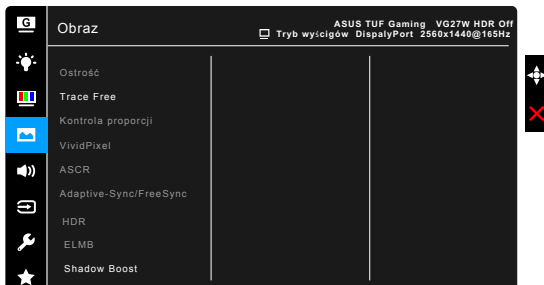 G
Obraz
ASUS TUF Gaming VG27W HDR Off
Tryb wyścigów DispalyPort 2560x1440@165Hz
Ostrość
Trace Free
Kontrola proporcji
VividPixel
ASCR
Adaptive-Sync/FreeSync
HDR
ELMB
Shadow Boost